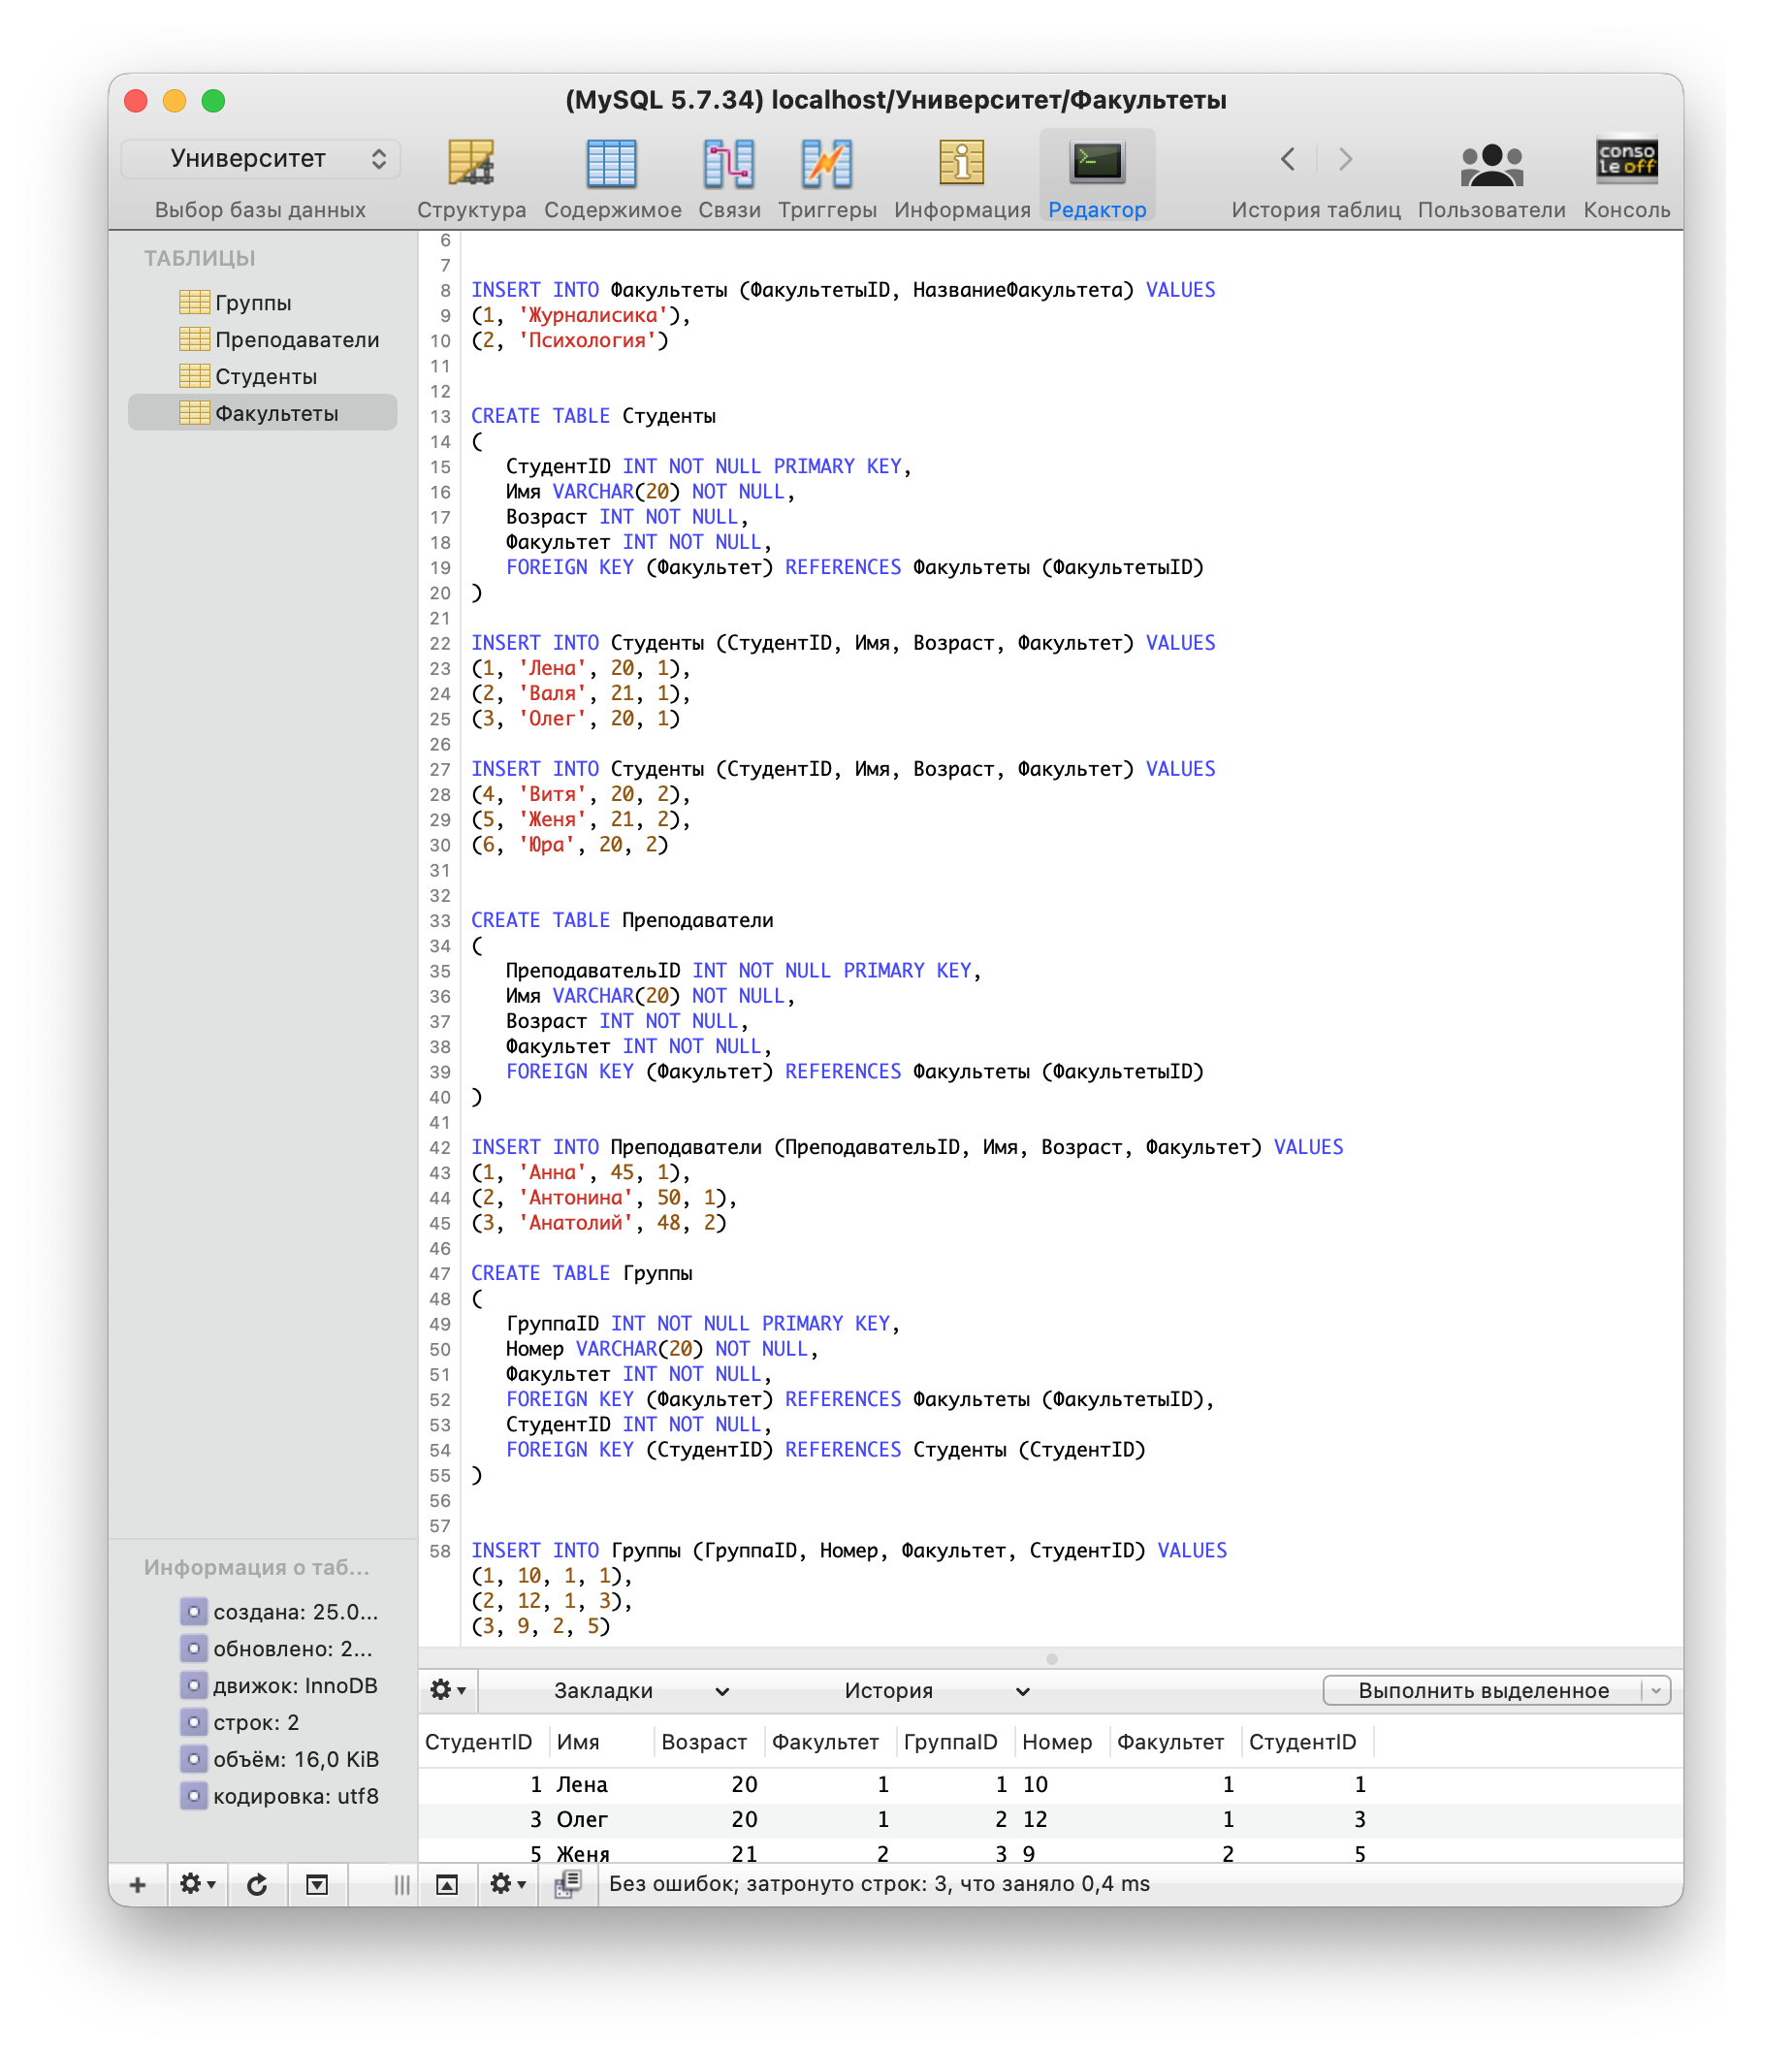 (MySQL 5.7.34) localhost/Университет/Факультеты
Университет
Выбор базы данных
Структура
Содержимое
Связи
Триггеры
Информация
Редактор
История таблиц
Пользователи
conso
le off
Консоль
ТАБЛИЦЫ
Группы
Преподаватели
Студенты
Факультеты
6
7
8 INSERT INTO Факультеты (ФакультетыID, НазваниеФакультета) VALUES
9 (1, 'Журналисика'),
10 (2, 'Психология')
11
12
13 CREATE TABLE Студенты
14 (
15 СтудентID INT NOT NULL PRIMARY KEY,
16 Имя VARCHAR(20) NOT NULL,
17 Возраст INT NOT NULL,
18 Факультет INT NOT NULL,
19 FOREIGN KEY (Факультет) REFERENCES Факультеты (ФакультетыID)
20 )
21
22 INSERT INTO Студенты (СтудентID, Имя, Возраст, Факультет) VALUES
23 (1, 'Лена', 20, 1),
24 (2, 'Валя', 21, 1),
25 (3, 'Олег', 20, 1)
26
27 INSERT INTO Студенты (СтудентID, Имя, Возраст, Факультет) VALUES
28 (4, 'Витя', 20, 2),
29 (5, 'Женя', 21, 2),
30 (6, 'Юра', 20, 2)
31
32
33 CREATE TABLE Преподаватели
34 (
35 ПреподавательID INT NOT NULL PRIMARY KEY,
36 Имя VARCHAR(20) NOT NULL,
37 Возраст INT NOT NULL,
38 Факультет INT NOT NULL,
39 FOREIGN KEY (Факультет) REFERENCES Факультеты (ФакультетыID)
40 )
41
42 INSERT INTO Преподаватели (ПреподавательID, Имя, Возраст, Факультет) VALUES
43 (1, 'Анна', 45, 1),
44 (2, 'Антонина', 50, 1),
45 (3, 'Анатолий', 48, 2)
46
47 CREATE TABLE Группы
48 (
49 ГруппаID INT NOT NULL PRIMARY KEY,
50 Номер VARCHAR(20) NOT NULL,
51 Факультет INT NOT NULL,
52 FOREIGN KEY (Факультет) REFERENCES Факультеты (ФакультетыID),
53 СтудентID INT NOT NULL,
54 FOREIGN KEY (СтудентID) REFERENCES Студенты (СтудентID)
55 )
56
57
58 INSERT INTO Группы (ГруппаID, Номер, Факультет, СтудентID) VALUES
(1, 10, 1, 1),
(2, 12, 1, 3),
(3, 9, 2, 5)
Информация о таб...
создана: 25.0...
обновлено: 2...
движок: InnoDB
строк: 2
объём: 16,0 KiB
кодировка: utf8
Закладки
История
Выполнить выделенное
СтудентID Имя Возраст Факультет ГруппаID Номер Факультет СтудентID
1 Лена 20 1 1 10 1 1
3 Олег 20 1 2 12 1 3
5 Женя 21 2 3 9 2 5
Без ошибок; затронуто строк: 3, что заняло 0,4 ms